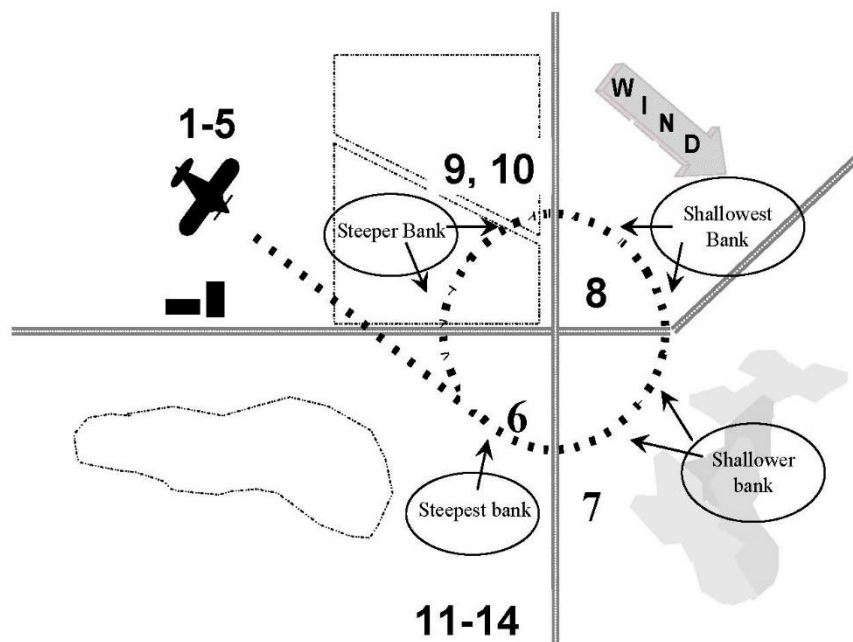 1-5
W
I
N
D
9, 10
Steeper Bank
Shallowest
Bank
8
6
Steepest bank
7
Shallower
bank
11-14